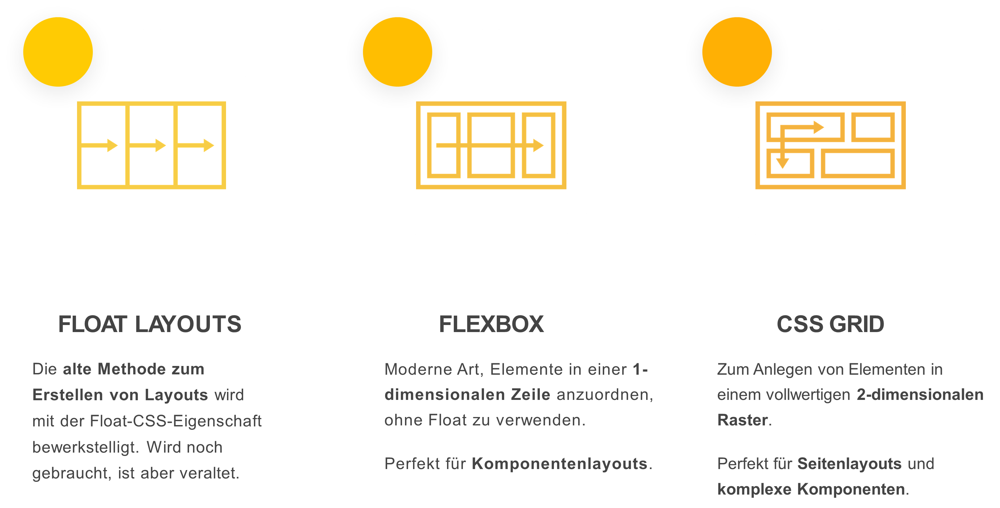 FLOAT LAYOUTS
Die alte Methode zum
Erstellen von Layouts wird
mit der Float-CSS-Eigenschaft
bewerkstelligt. Wird noch
gebraucht, ist aber veraltet.
FLEXBOX
Moderne Art, Elemente in einer 1-
dimensionalen Zeile anzuordnen,
ohne Float zu verwenden.
Perfekt für Komponentenlayouts.
CSS GRID
Zum Anlegen von Elementen in
einem vollwertigen 2-dimensionalen
Raster.
Perfekt für Seitenlayouts und
komplexe Komponenten.